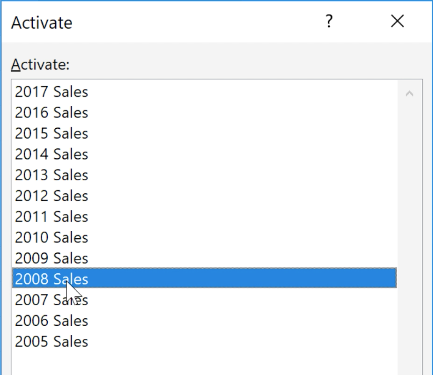 Activate ?
Activate:
2017 Sales
2016 Sales
2015 Sales
2014 Sales
2013 Sales
2012 Sales
2011 Sales
2010 Sales
2009 Sales
2008 Sales
2007 Sales
2006 Sales
2005 Sales